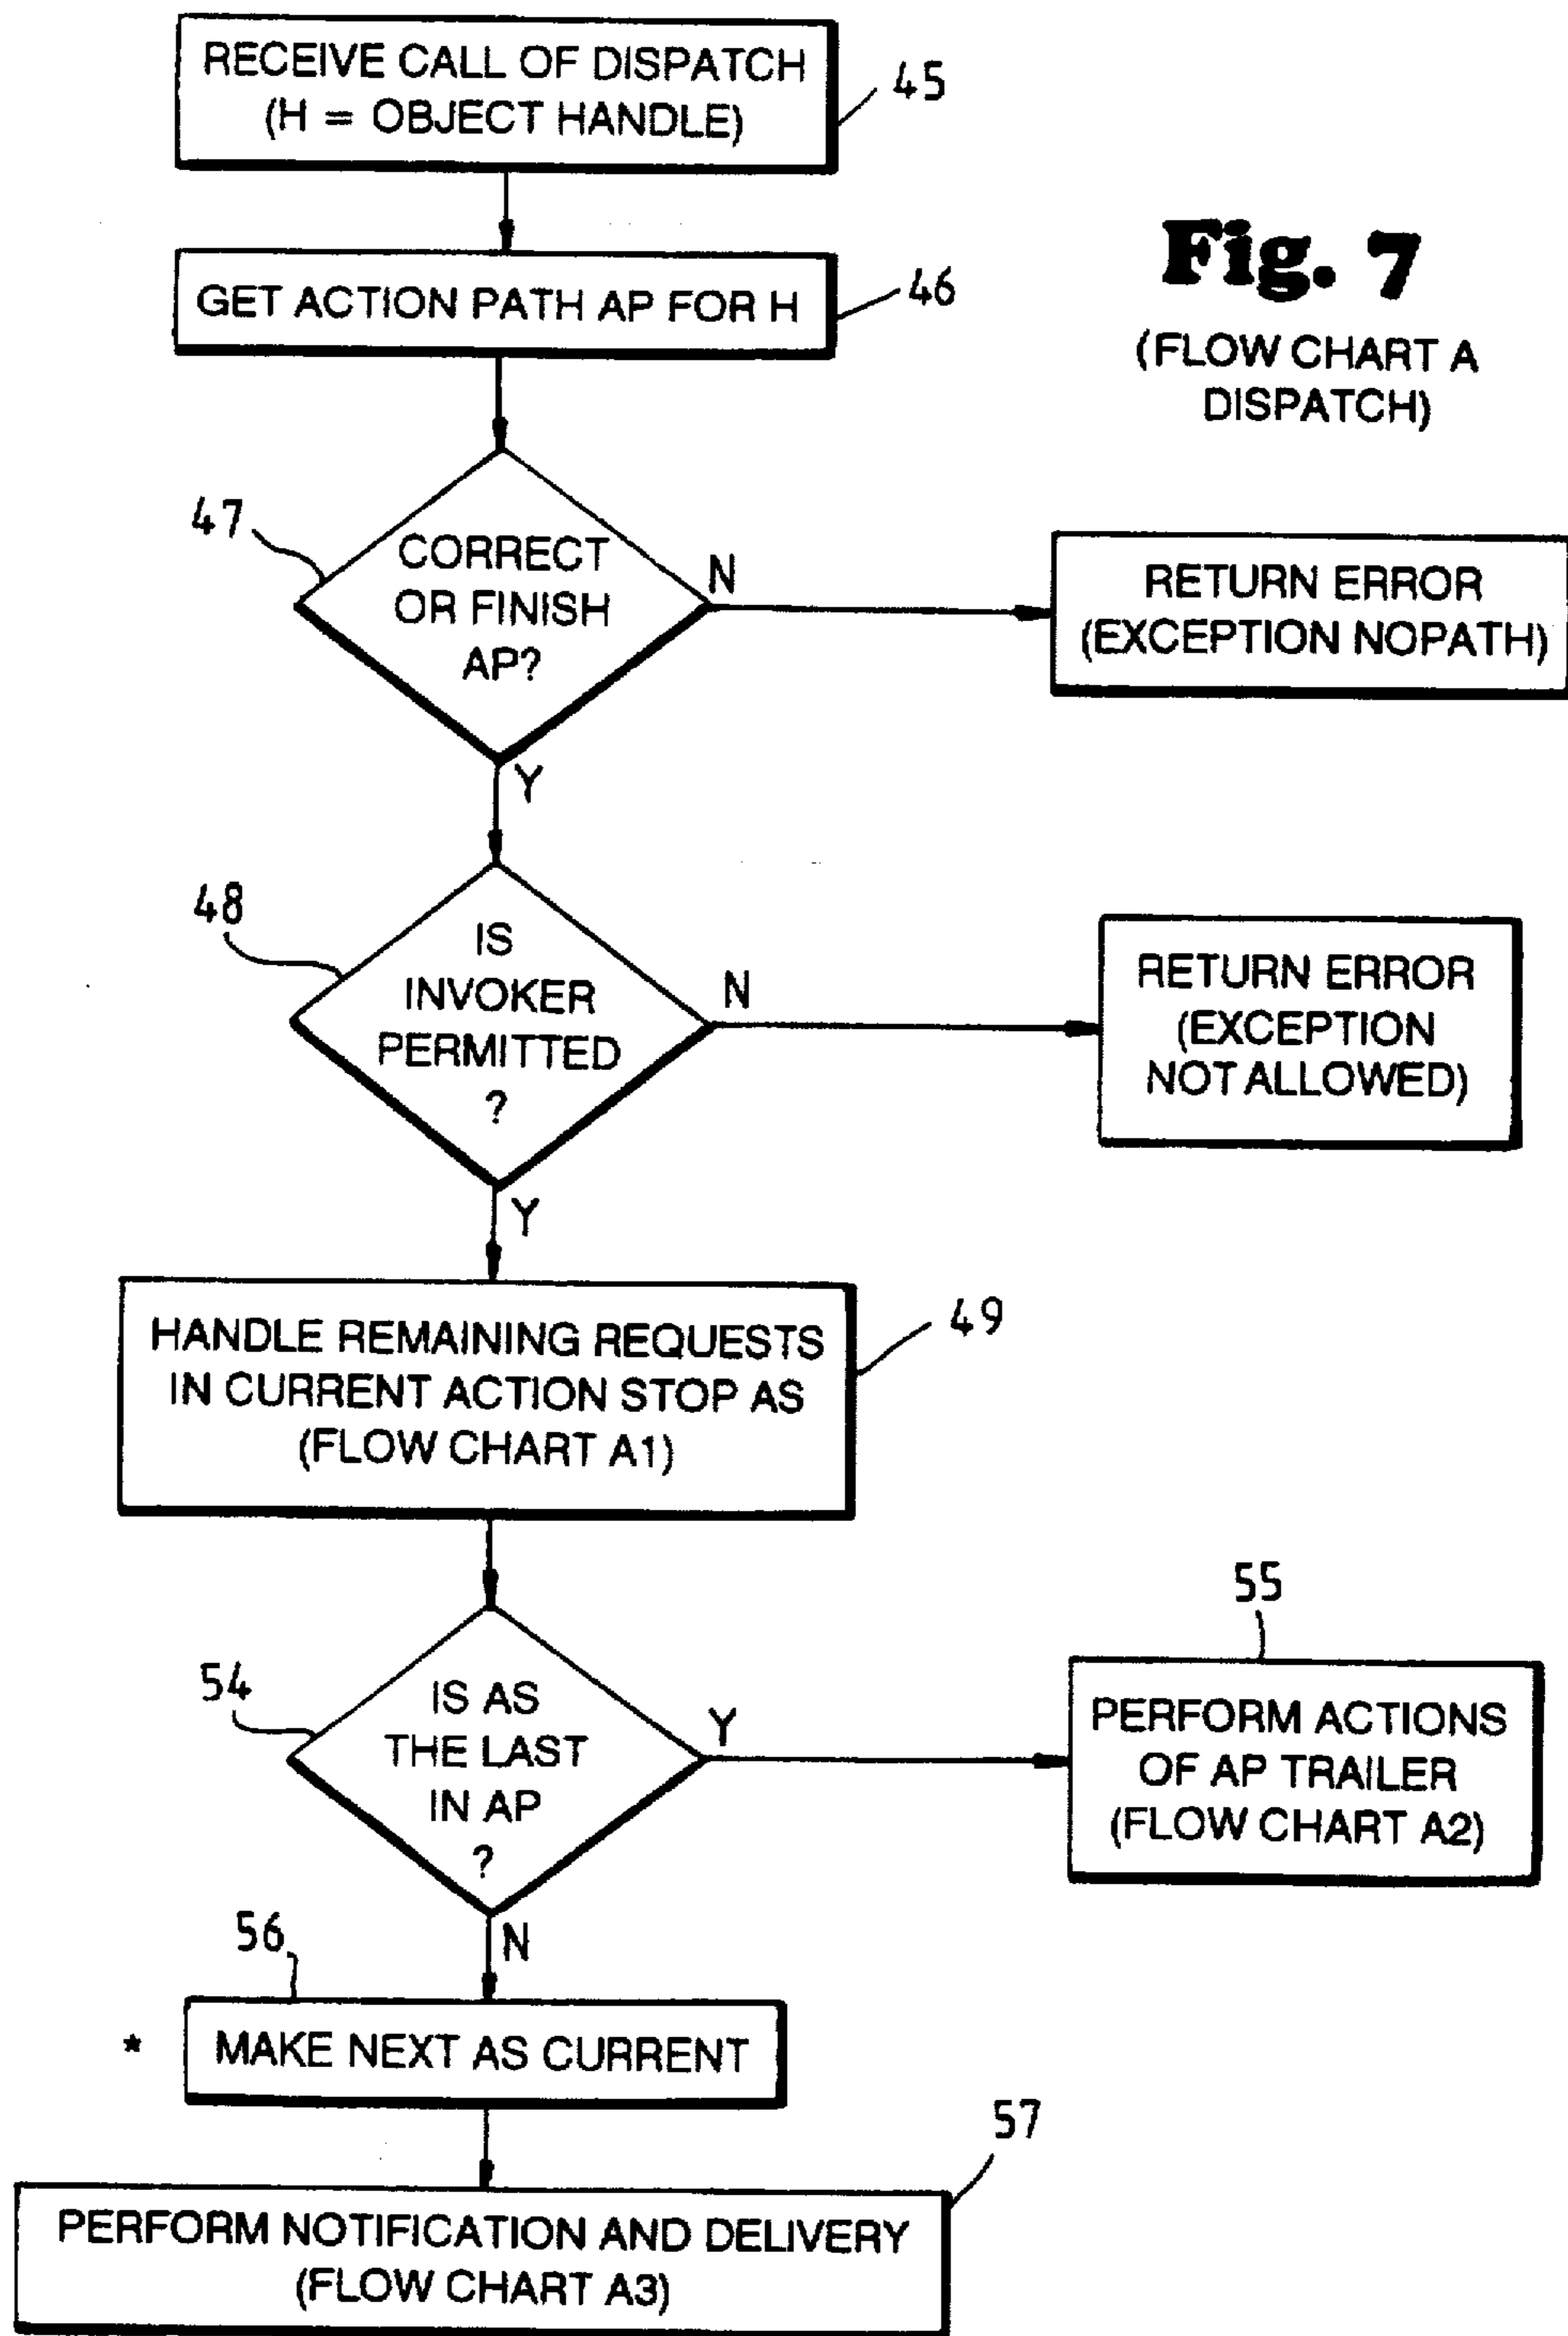 RECEIVE CALL OF DISPATCH
(H = OBJECT HANDLE)
45
GET ACTION PATH AP FOR H
46
Fig. 7
(FLOW CHART A
DISPATCH)
47
CORRECT
OR FINISH
AP?
N
RETURN ERROR
(EXCEPTION NOPATH)
Y
48
IS
INVOKER
PERMITTED
?
N
RETURN ERROR
(EXCEPTION
NOT ALLOWED)
Y
HANDLE REMAINING REQUESTS
IN CURRENT ACTION STOP AS
(FLOW CHART A1)
49
54
IS AS
THE LAST
IN AP
?
Y
55
PERFORM ACTIONS
OF AP TRAILER
(FLOW CHART A2)
N
56
* MAKE NEXT AS CURRENT
57
PERFORM NOTIFICATION AND DELIVERY
(FLOW CHART A3)